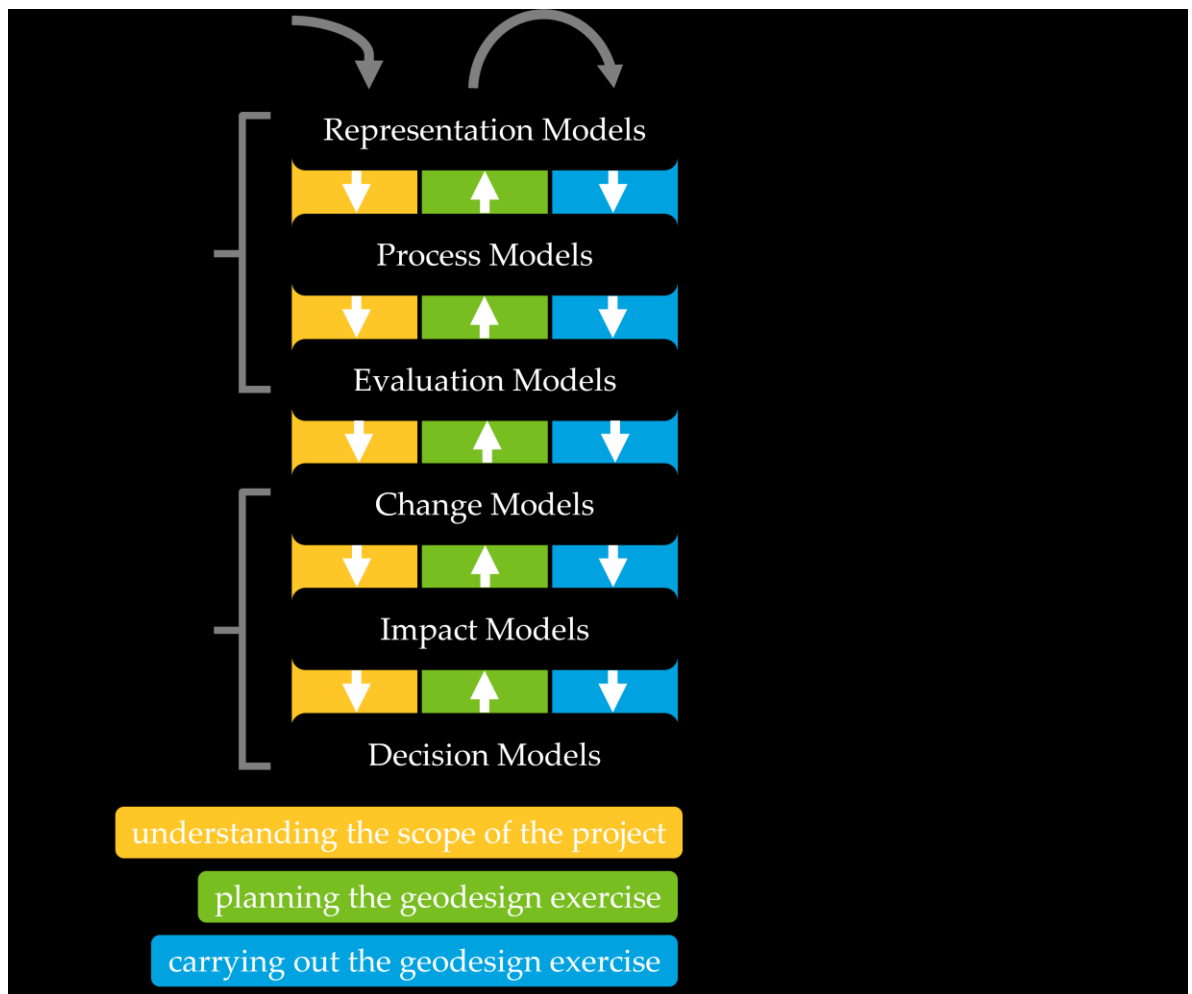 Representation Models
Process Models
Evaluation Models
Change Models
Impact Models
Decision Models
understanding the scope of the project
planning the geodesign exercise
carrying out the geodesign exercise